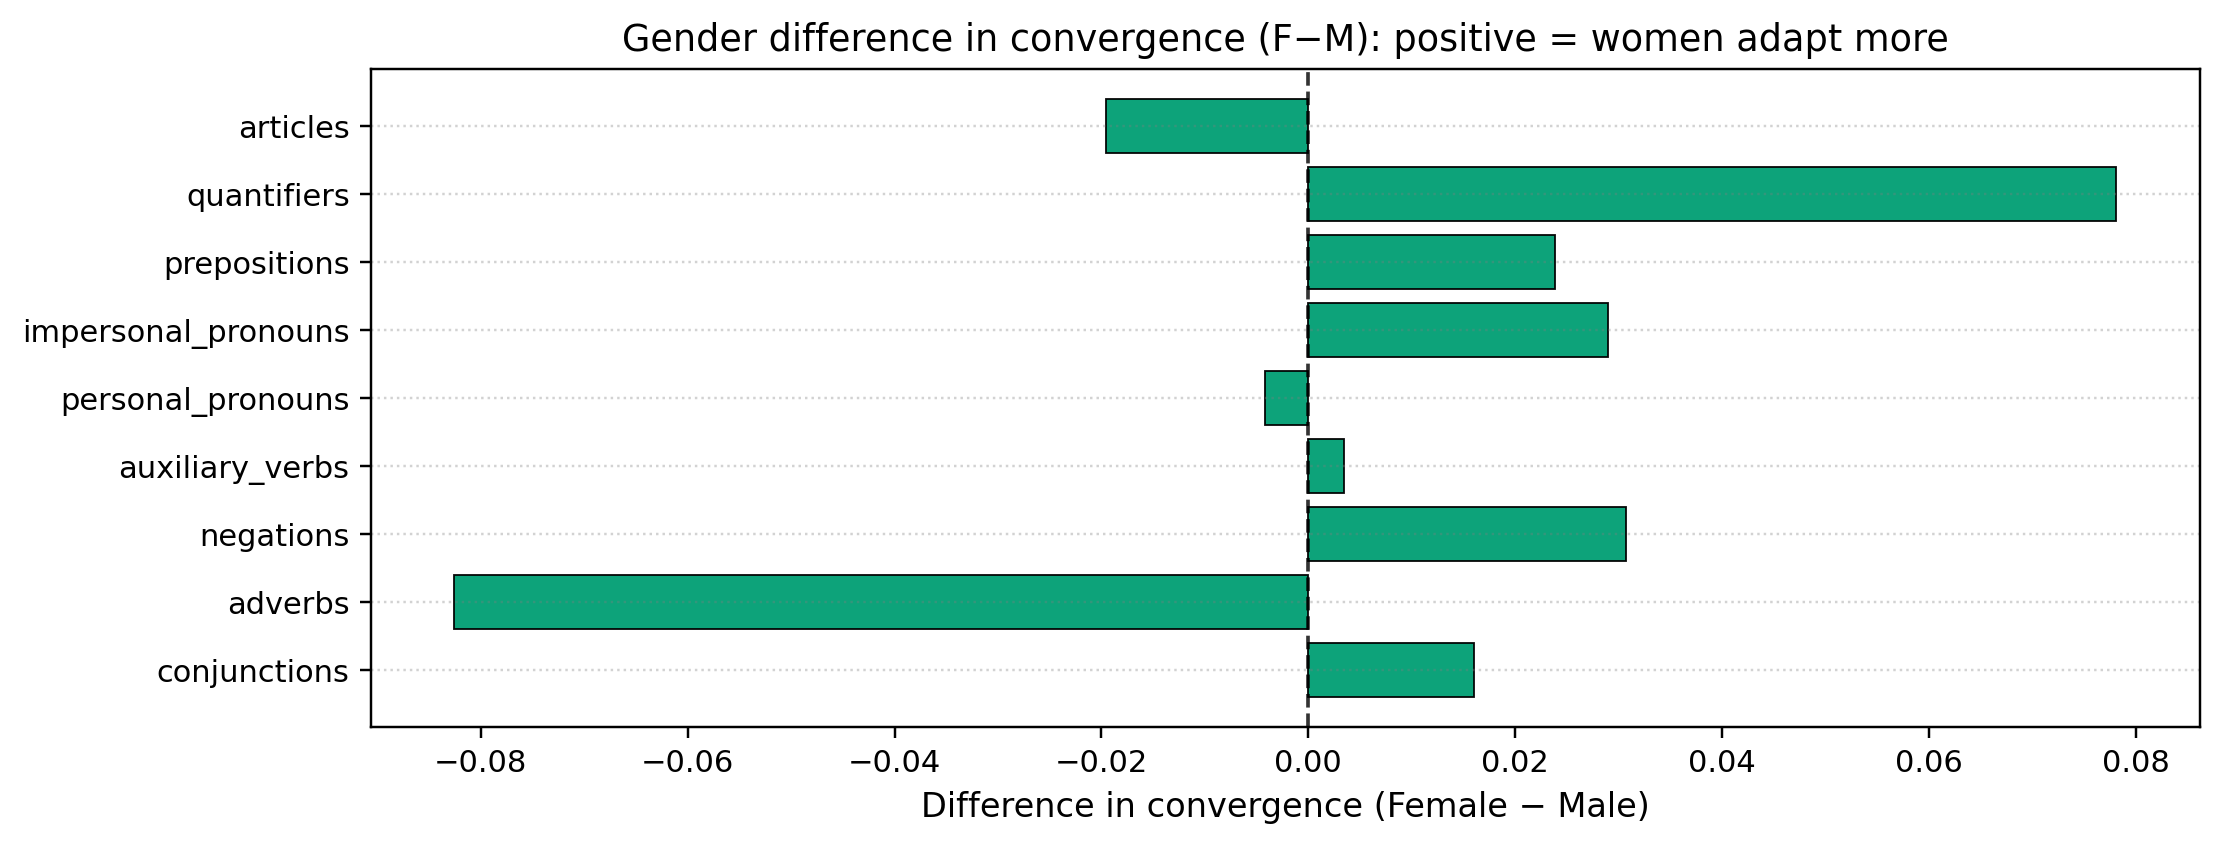 Gender difference in convergence (F−M): positive = women adapt more
articles
quantifiers
prepositions
impersonal_pronouns
personal_pronouns
auxiliary_verbs
negations
adverbs
conjunctions
−0.08 −0.06 −0.04 −0.02 0.00 0.02 0.04 0.06 0.08
Difference in convergence (Female − Male)